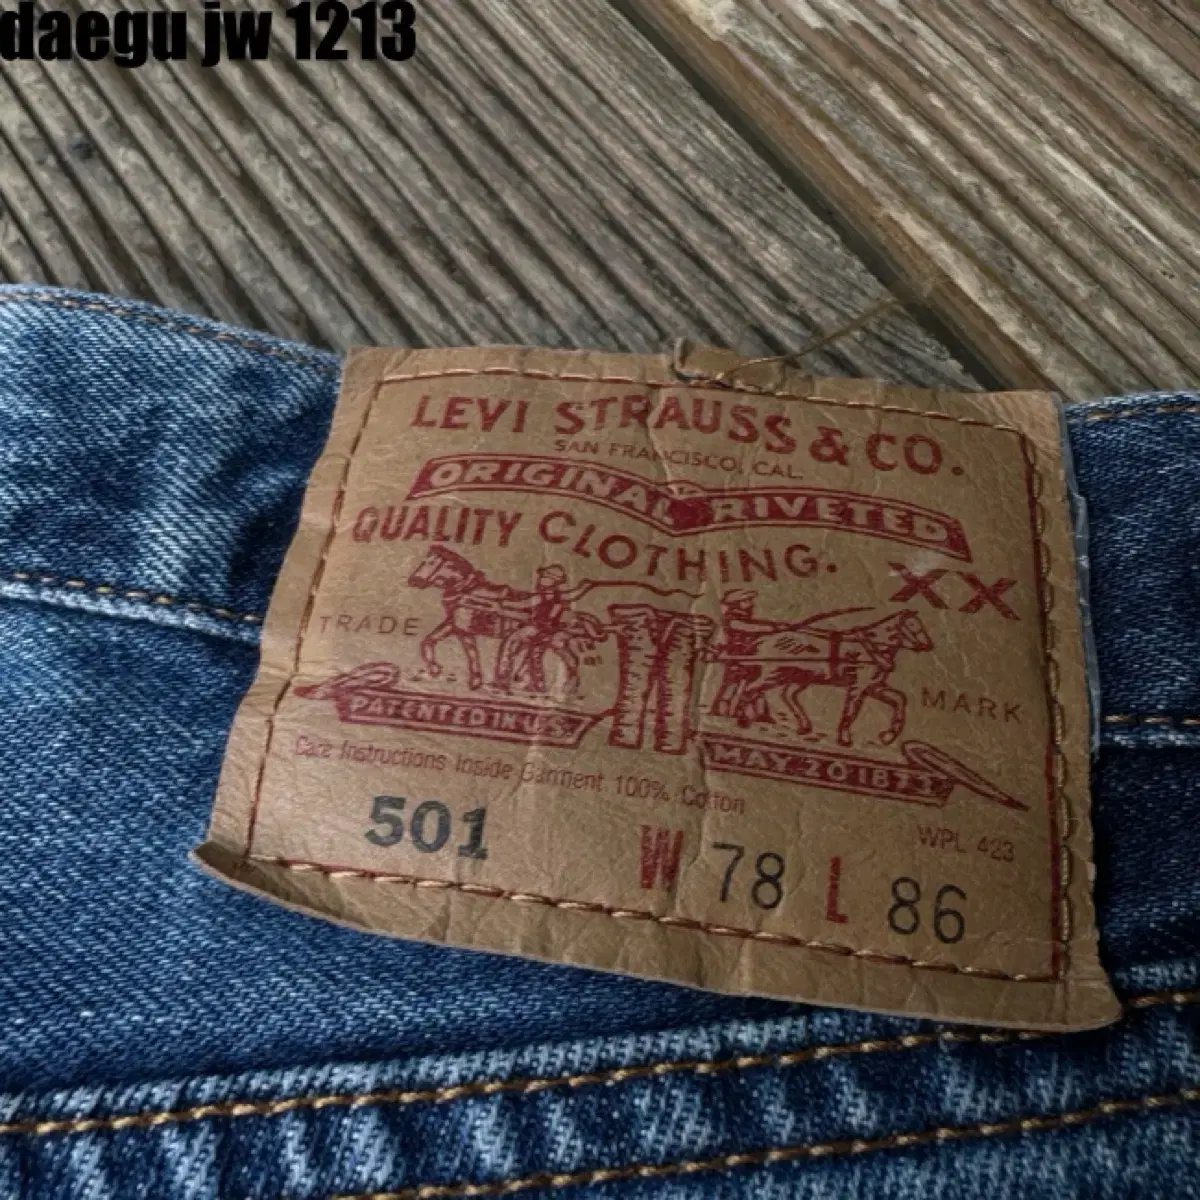 daegu jw 1213
LEVI STRAUSS & CO.
SAN FRANCISCO, CAL.
ORIGINAL RIVETED
QUALITY CLOTHING.
XX
TRADE MARK
PATENTED IN U.S.
MAY 20 1873
Care Instructions Inside Garment 100% Cotton
WPL 423
501 W 78 L 86